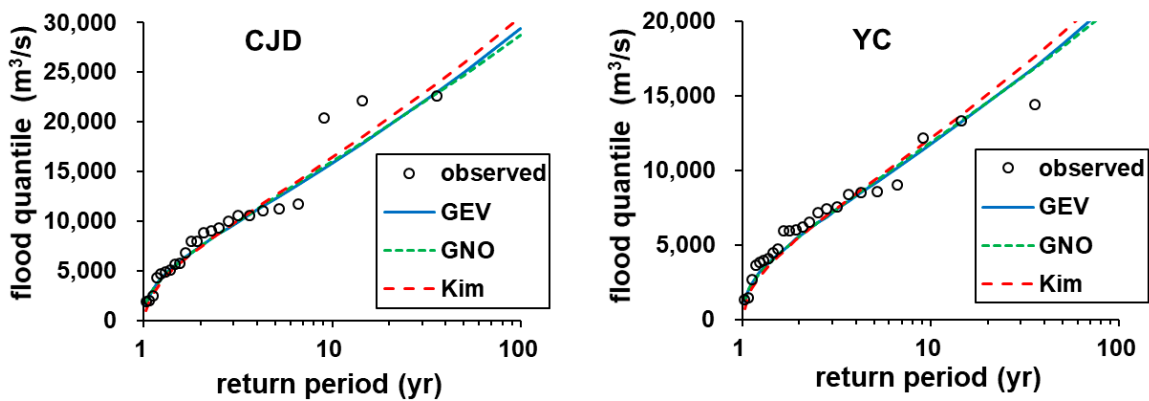 CJD
flood quantile (m³/s)
30,000
25,000
20,000
15,000
10,000
5,000
0
observed
GEV
GNO
Kim
1
10
100
return period (yr)
YC
flood quantile (m³/s)
20,000
15,000
10,000
5,000
0
observed
GEV
GNO
Kim
1
10
100
return period (yr)